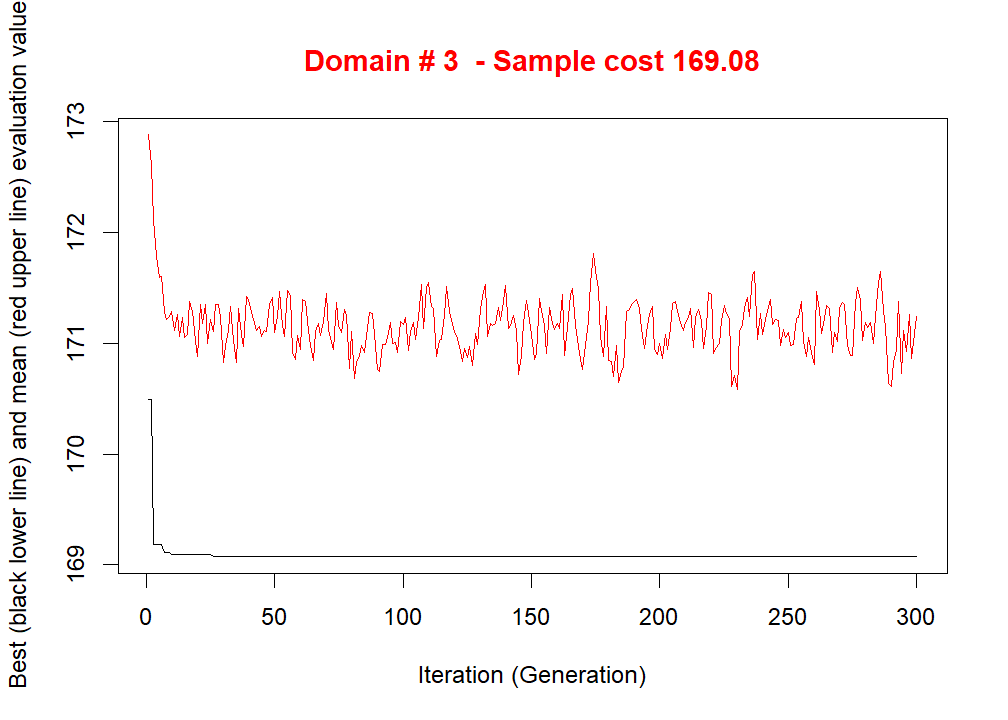 Domain # 3  - Sample cost 169.08
Best (black lower line) and mean (red upper line) evaluation value
173
172
171
170
169
0 50 100 150 200 250 300
Iteration (Generation)